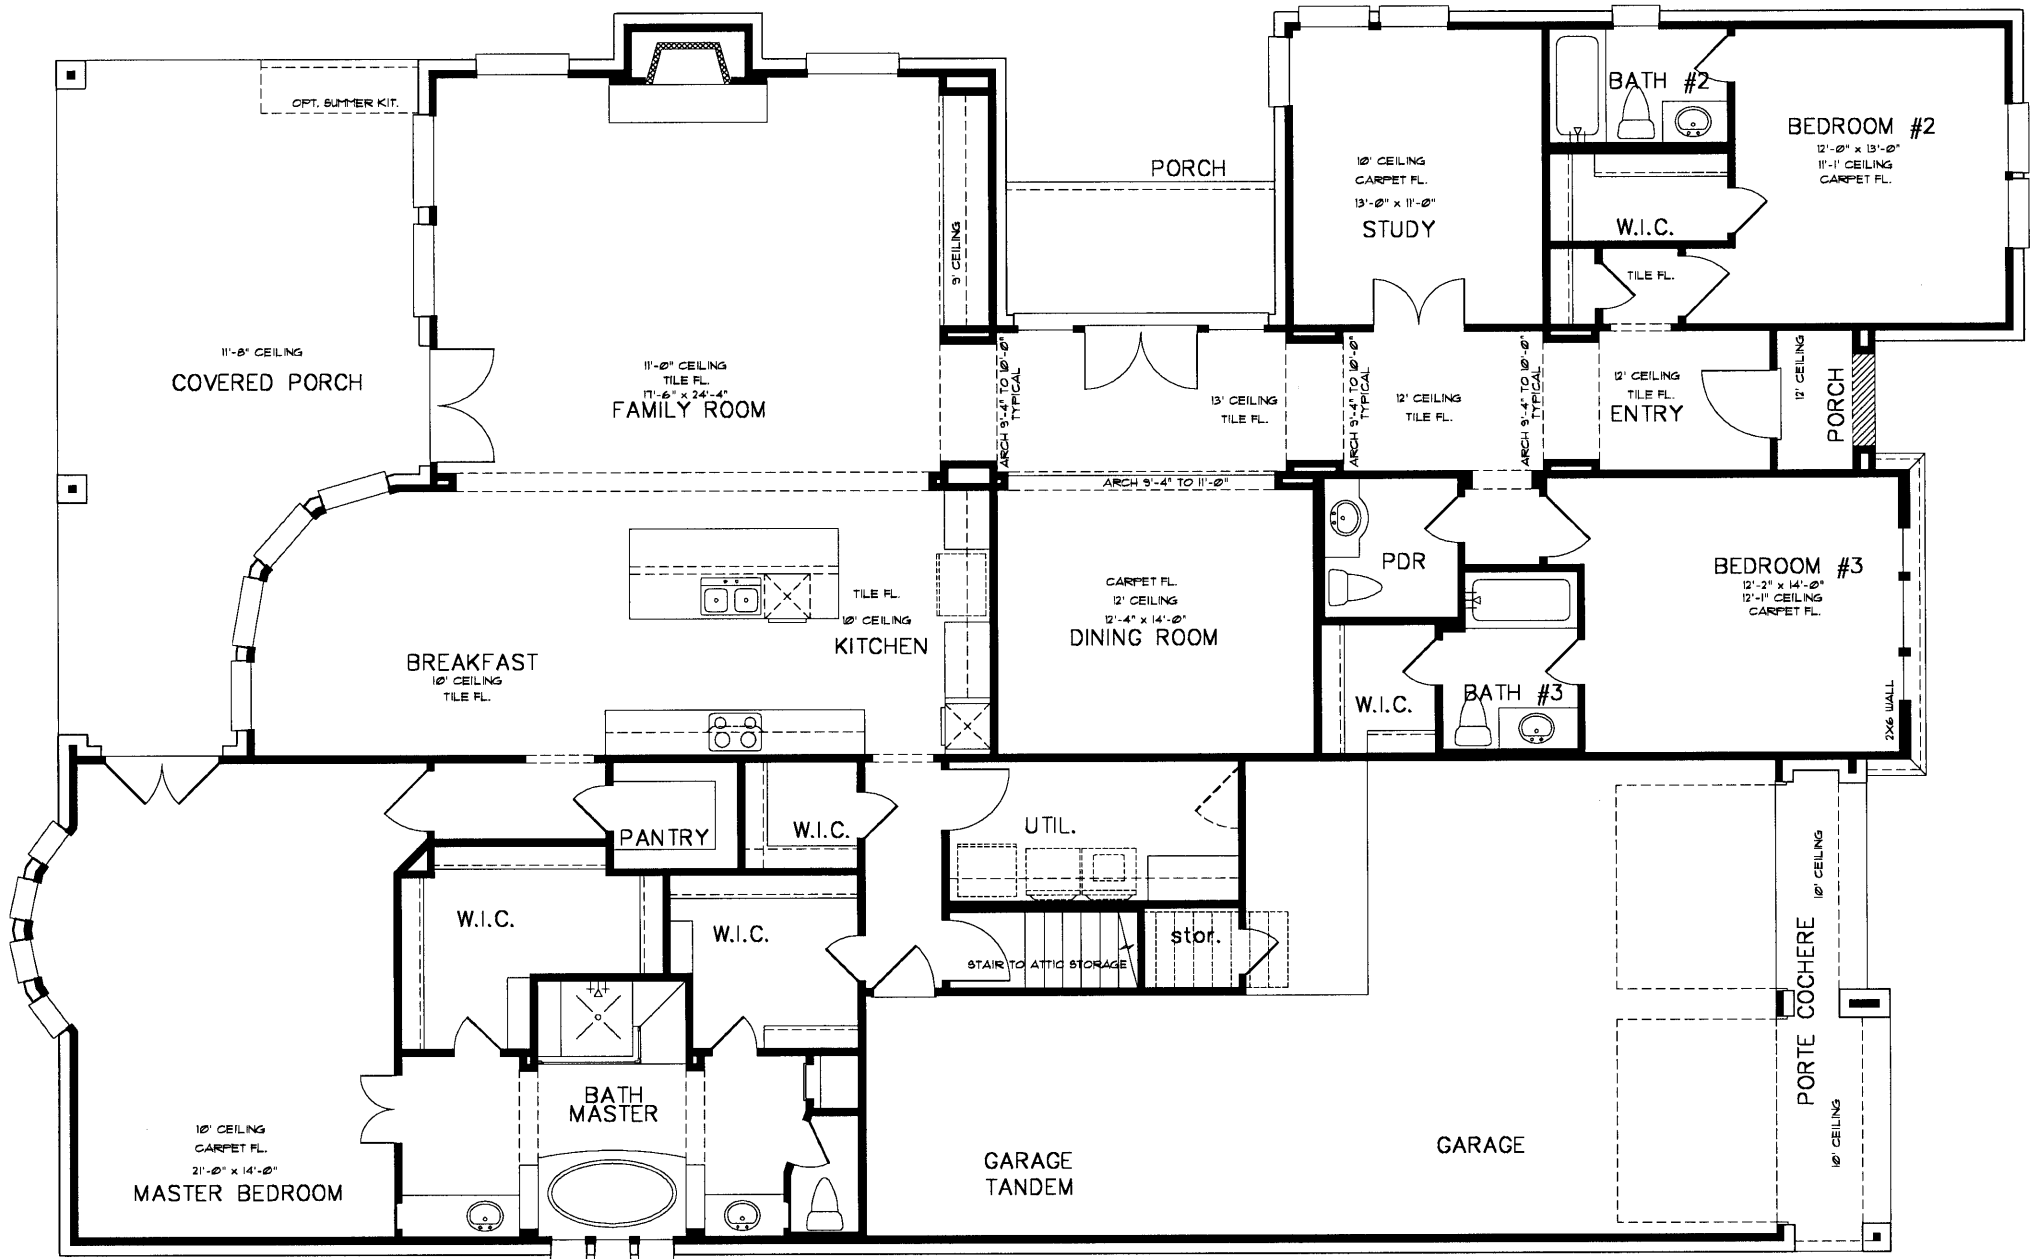 OPT. SUMMER KIT.
11'-8" CEILING
COVERED PORCH
11'-0" CEILING
TILE FL.
17'-6" x 24'-4"
FAMILY ROOM
9' CEILING
ARCH 9'-4" TO 10'-0"
TYPICAL
PORCH
13' CEILING
TILE FL.
10' CEILING
CARPET FL.
13'-0" x 11'-0"
STUDY
ARCH 9'-4" TO 10'-0"
TYPICAL
12' CEILING
TILE FL.
ARCH 9'-4" TO 10'-0"
TYPICAL
BATH #2
W.I.C.
TILE FL.
BEDROOM #2
12'-0" x 13'-0"
11'-1' CEILING
CARPET FL.
12' CEILING
TILE FL.
ENTRY
12' CEILING
PORCH
BREAKFAST
10' CEILING
TILE FL.
TILE FL.
10' CEILING
KITCHEN
ARCH 9'-4" TO 11'-0"
CARPET FL.
12' CEILING
12'-4" x 14'-0"
DINING ROOM
PDR
W.I.C.
BATH #3
BEDROOM #3
12'-2" x 14'-0"
12'-1" CEILING
CARPET FL.
2X6 WALL
PANTRY
W.I.C.
UTIL.
W.I.C.
W.I.C.
STAIR TO ATTIC STORAGE
stor.
BATH
MASTER
10' CEILING
CARPET FL.
21'-0" x 14'-0"
MASTER BEDROOM
GARAGE
TANDEM
GARAGE
10' CEILING
PORTE COCHERE
10' CEILING